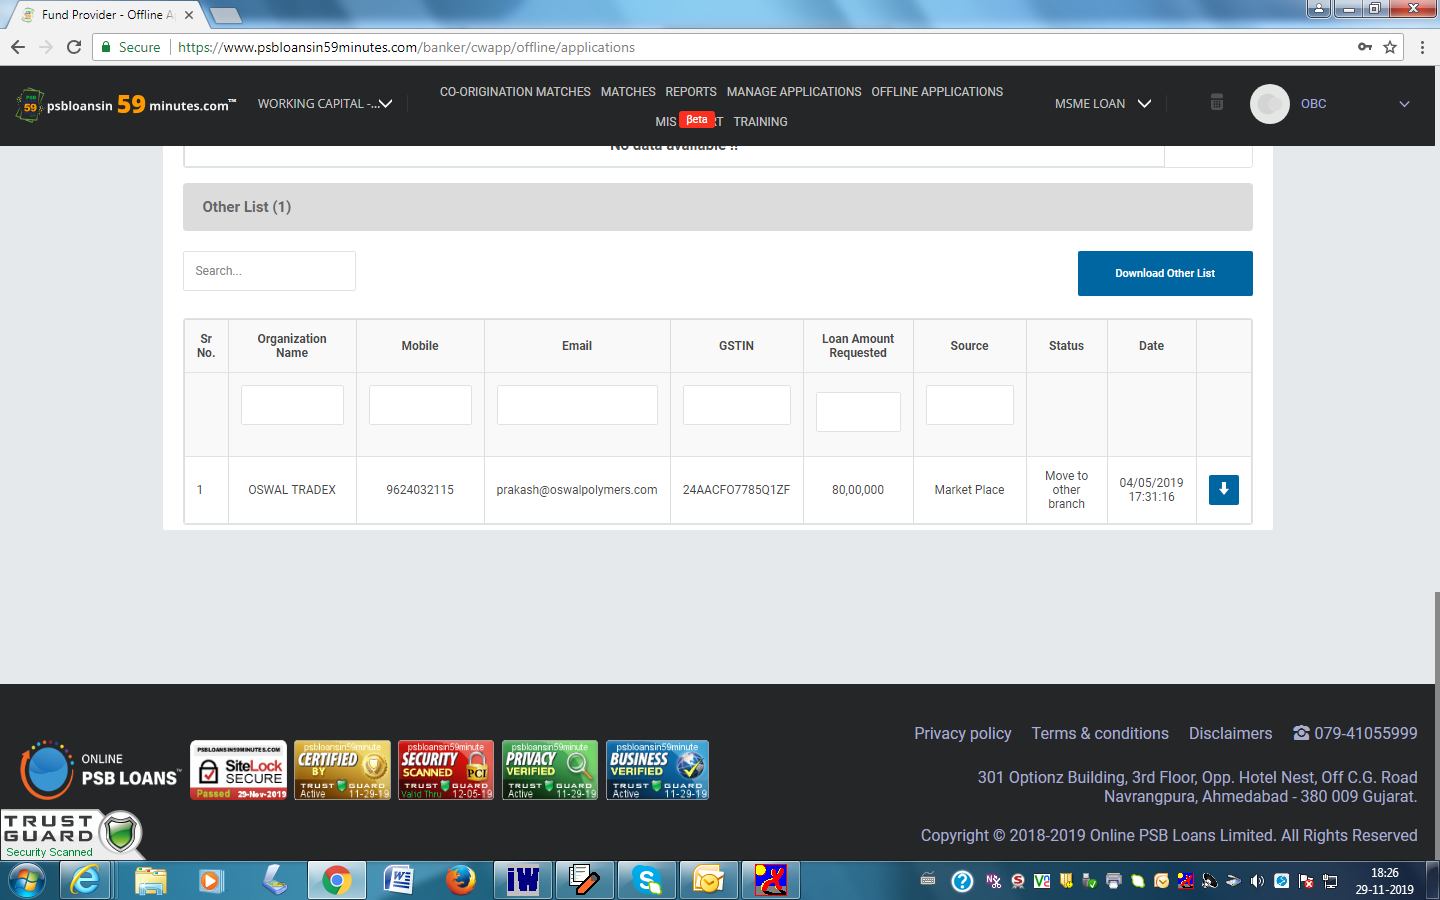 Fund Provider - Offline A
Secure
https://www.psbloansin59minutes.com/banker/cwapp/offline/applications
psbloansin 59 minutes.com™
WORKING CAPITAL -...
CO-ORIGINATION MATCHES MATCHES REPORTS MANAGE APPLICATIONS OFFLINE APPLICATIONS
MIS βeta T TRAINING
MSME LOAN
OBC
No data available !!
Other List (1)
Search...
Download Other List
Sr No. Organization Name Mobile Email GSTIN Loan Amount Requested Source Status Date
1 OSWAL TRADEX 9624032115 prakash@oswalpolymers.com 24AACFO7785Q1ZF 80,00,000 Market Place Move to other branch 04/05/2019 17:31:16
ONLINE
PSB LOANS™
PSBLOANSIN59MINUTES.COM
SiteLock
SECURE
Passed 29-Nov-2019
psbloansin59minute
CERTIFIED
BY
TRUST GUARD
Active 11-29-19
psbloansin59minute
SECURITY
SCANNED PCI
TRUST GUARD
Valid Thru 12-05-19
psbloansin59minute
PRIVACY
VERIFIED
TRUST GUARD
Active 11-29-19
psbloansin59minute
BUSINESS
VERIFIED
TRUST GUARD
Active 11-29-19
Privacy policy Terms & conditions Disclaimers 079-41055999
301 Optionz Building, 3rd Floor, Opp. Hotel Nest, Off C.G. Road
Navrangpura, Ahmedabad - 380 009 Gujarat.
Copyright © 2018-2019 Online PSB Loans Limited. All Rights Reserved
TRUST
GUARD
Security Scanned
18:26
29-11-2019